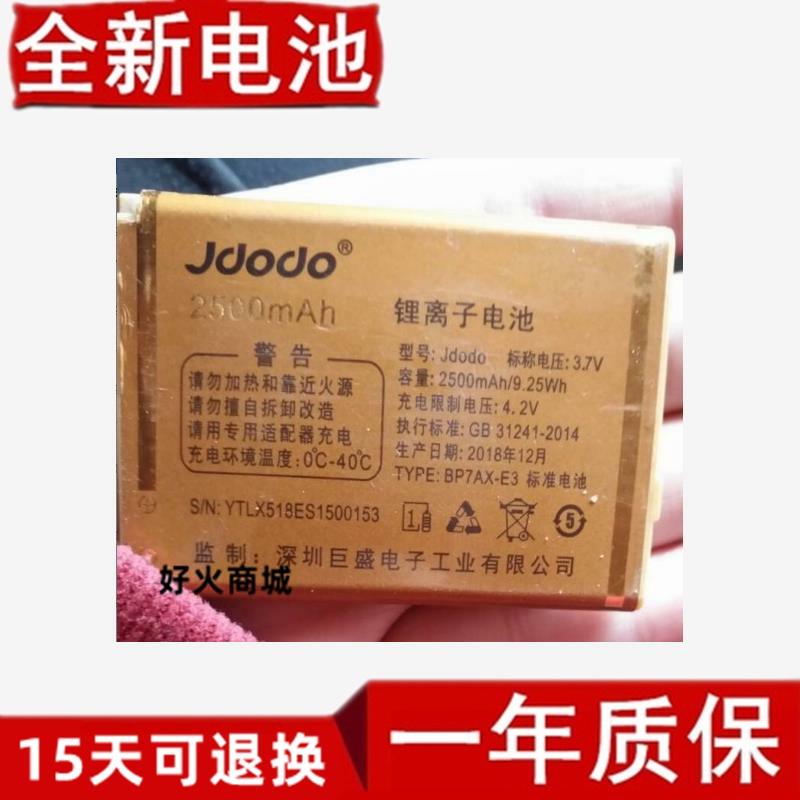 全新电池
Jdodo®
2500mAh
锂离子电池
警告
请勿加热和靠近火源
请勿擅自拆卸改造
请用专用适配器充电
充电环境温度:0℃-40℃
型号: Jdodo 标称电压: 3.7V
容量: 2500mAh/9.25Wh
充电限制电压: 4.2V
执行标准: GB 31241-2014
生产日期: 2018年12月
TYPE: BP7AX-E3 标准电池
S/N: YTLX518ES1500153
1
5
监制: 深圳巨盛电子工业有限公司
好火商城
15天可退换
一年质保